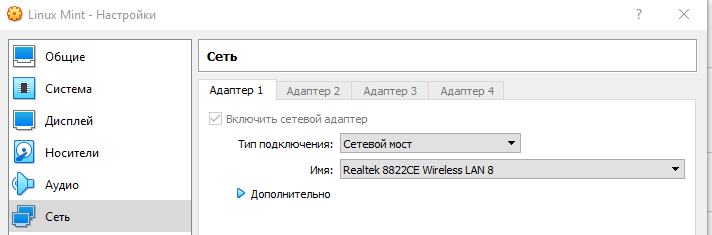 Linux Mint - Настройки
?
Общие
Система
Дисплей
Носители
Аудио
Сеть
Сеть
Адаптер 1 Адаптер 2 Адаптер 3 Адаптер 4
Включить сетевой адаптер
Тип подключения: Сетевой мост
Имя: Realtek 8822CE Wireless LAN 8
Дополнительно